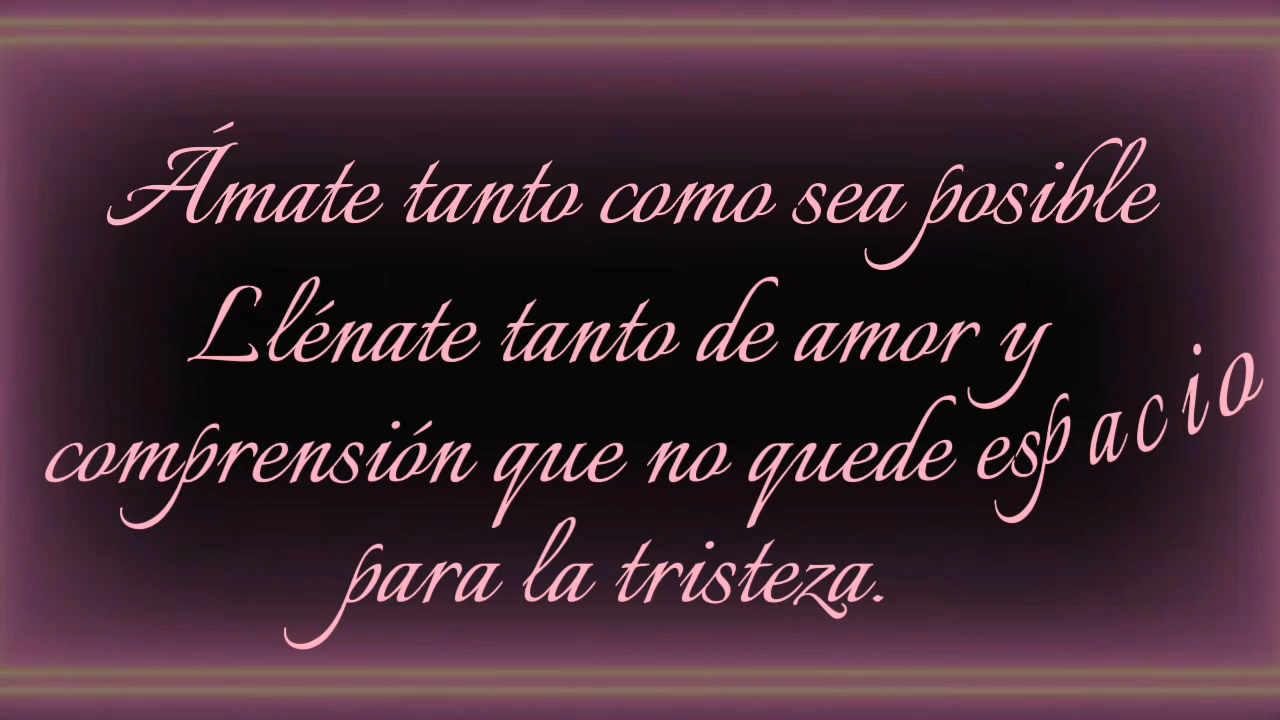 Ámate tanto como sea posible
Llénate tanto de amor y
comprensión que no quede espacio
para la tristeza.